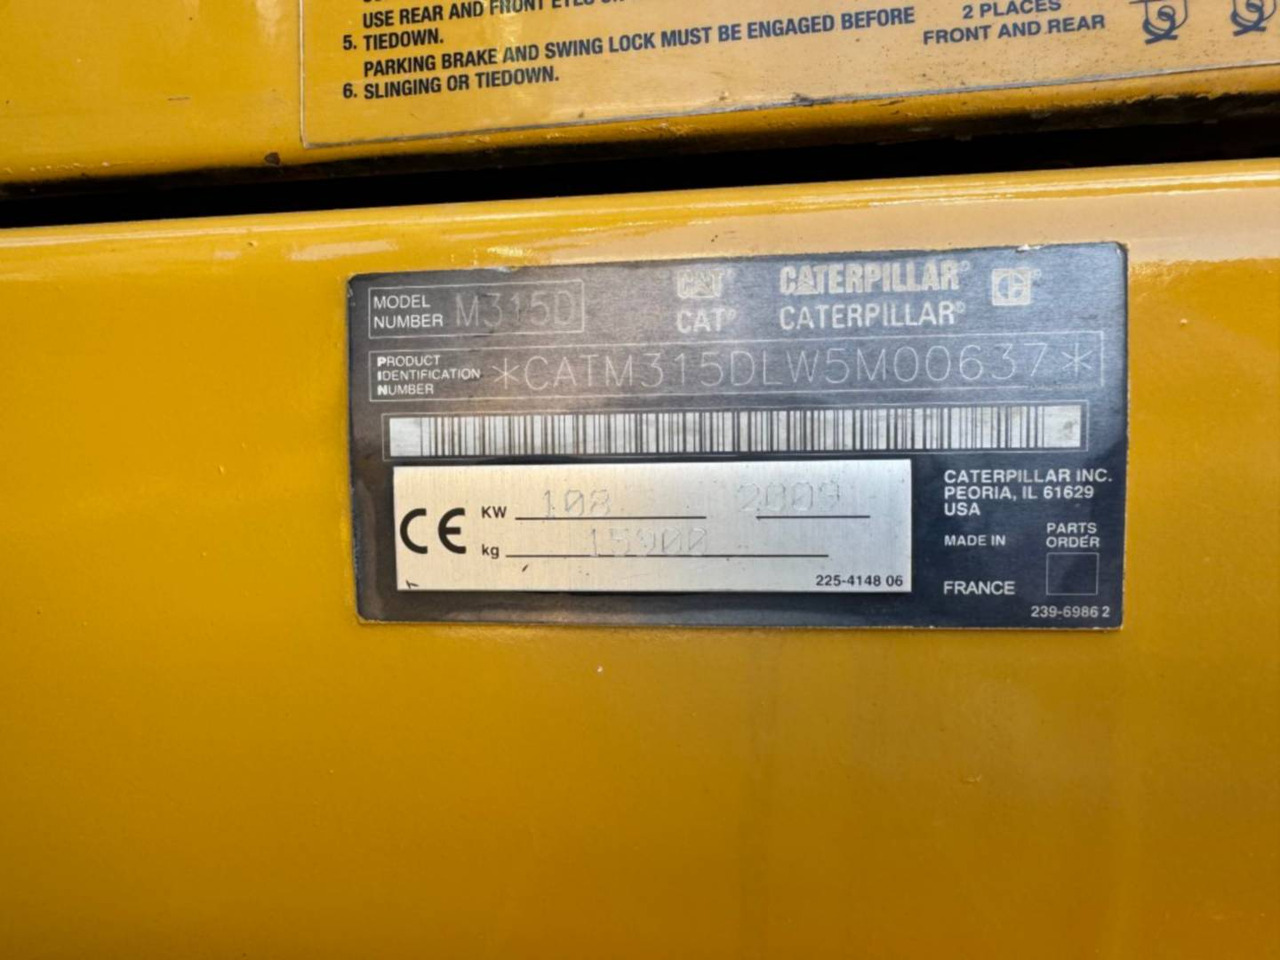 USE REAR AND FRONT EYES
5. TIEDOWN.
PARKING BRAKE AND SWING LOCK MUST BE ENGAGED BEFORE
6. SLINGING OR TIEDOWN.
2 PLACES
FRONT AND REAR
MODEL
NUMBER M315D
CAT CATERPILLAR C
CAT® CATERPILLAR®
PRODUCT
IDENTIFICATION
NUMBER
*CATM315DLW5M00637*
CE KW 108 2009
kg 15900
225-4148 06
CATERPILLAR INC.
PEORIA, IL 61629
USA
MADE IN
FRANCE
PARTS
ORDER
239-6986 2